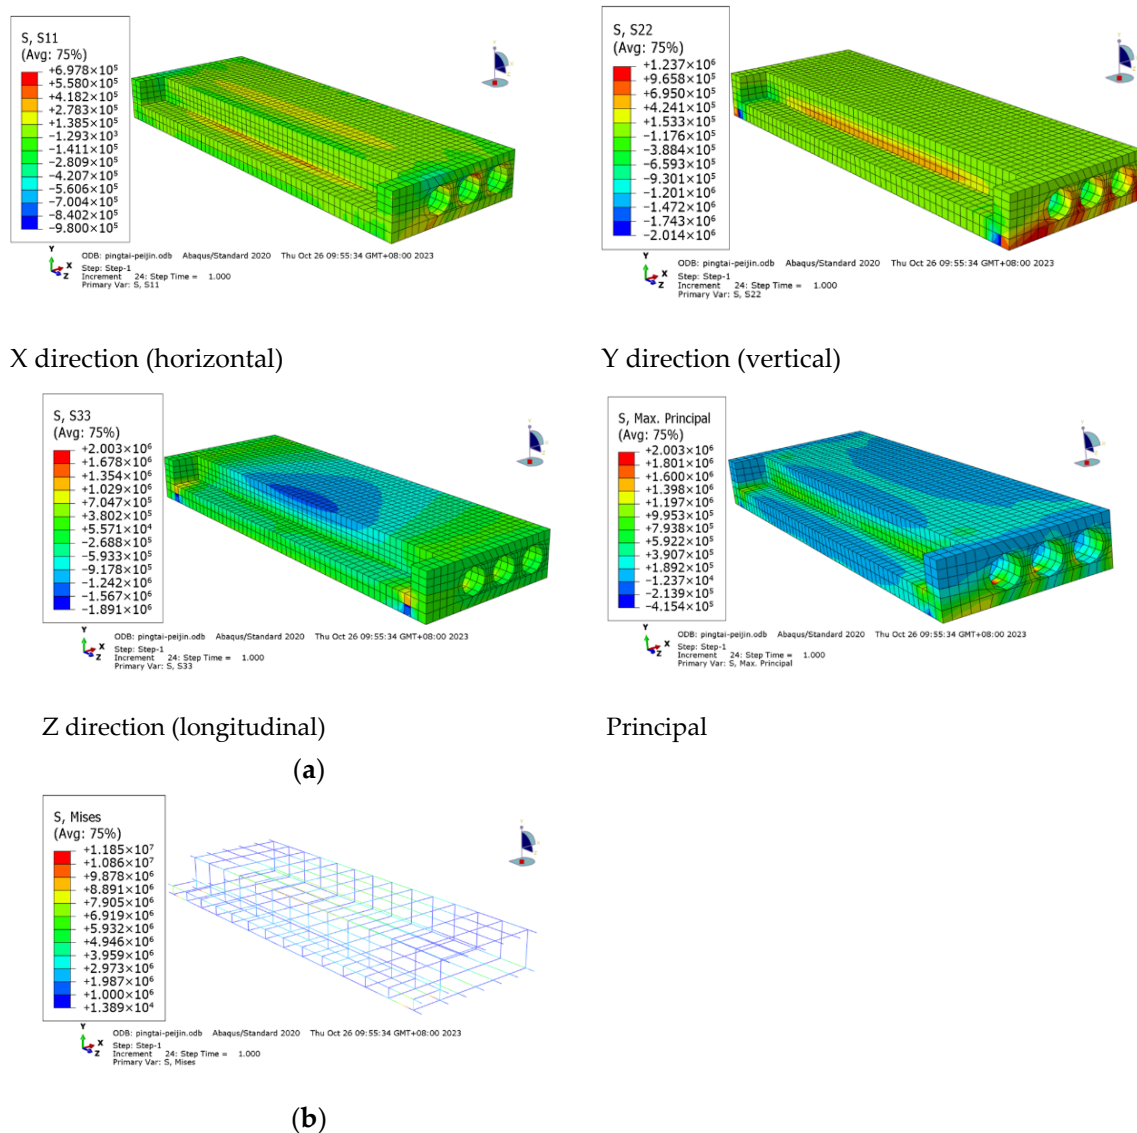 S, S11
(Avg: 75%)
+6.978×10⁵
+5.580×10⁵
+4.182×10⁵
+2.783×10⁵
+1.385×10⁵
−1.293×10³
−1.411×10⁵
−2.809×10⁵
−4.207×10⁵
−5.606×10⁵
−7.004×10⁵
−8.402×10⁵
−9.800×10⁵
Y
X
Z
ODB: pingtai-peijin.odb Abaqus/Standard 2020 Thu Oct 26 09:55:34 GMT+08:00 2023
Step: Step-1
Increment 24: Step Time = 1.000
Primary Var: S, S11
S, S22
(Avg: 75%)
+1.237×10⁶
+9.658×10⁵
+6.950×10⁵
+4.241×10⁵
+1.533×10⁵
−1.176×10⁵
−3.884×10⁵
−6.593×10⁵
−9.301×10⁵
−1.201×10⁶
−1.472×10⁶
−1.743×10⁶
−2.014×10⁶
Y
X
Z
ODB: pingtai-peijin.odb Abaqus/Standard 2020 Thu Oct 26 09:55:34 GMT+08:00 2023
Step: Step-1
Increment 24: Step Time = 1.000
Primary Var: S, S22
X direction (horizontal)
Y direction (vertical)
S, S33
(Avg: 75%)
+2.003×10⁶
+1.678×10⁶
+1.354×10⁶
+1.029×10⁶
+7.047×10⁵
+3.802×10⁵
+5.571×10⁴
−2.688×10⁵
−5.933×10⁵
−9.178×10⁵
−1.242×10⁶
−1.567×10⁶
−1.891×10⁶
Y
X
Z
ODB: pingtai-peijin.odb Abaqus/Standard 2020 Thu Oct 26 09:55:34 GMT+08:00 2023
Step: Step-1
Increment 24: Step Time = 1.000
Primary Var: S, S33
S, Max. Principal
(Avg: 75%)
+2.003×10⁶
+1.801×10⁶
+1.600×10⁶
+1.398×10⁶
+1.197×10⁶
+9.953×10⁵
+7.938×10⁵
+5.922×10⁵
+3.907×10⁵
+1.892×10⁵
−1.237×10⁴
−2.139×10⁵
−4.154×10⁵
Y
X
Z
ODB: pingtai-peijin.odb Abaqus/Standard 2020 Thu Oct 26 09:55:34 GMT+08:00 2023
Step: Step-1
Increment 24: Step Time = 1.000
Primary Var: S, Max. Principal
Z direction (longitudinal)
Principal
(a)
S, Mises
(Avg: 75%)
+1.185×10⁷
+1.086×10⁷
+9.878×10⁶
+8.891×10⁶
+7.905×10⁶
+6.919×10⁶
+5.932×10⁶
+4.946×10⁶
+3.959×10⁶
+2.973×10⁶
+1.987×10⁶
+1.000×10⁶
+1.389×10⁴
Y
X
Z
ODB: pingtai-peijin.odb Abaqus/Standard 2020 Thu Oct 26 09:55:34 GMT+08:00 2023
Step: Step-1
Increment 24: Step Time = 1.000
Primary Var: S, Mises
(b)